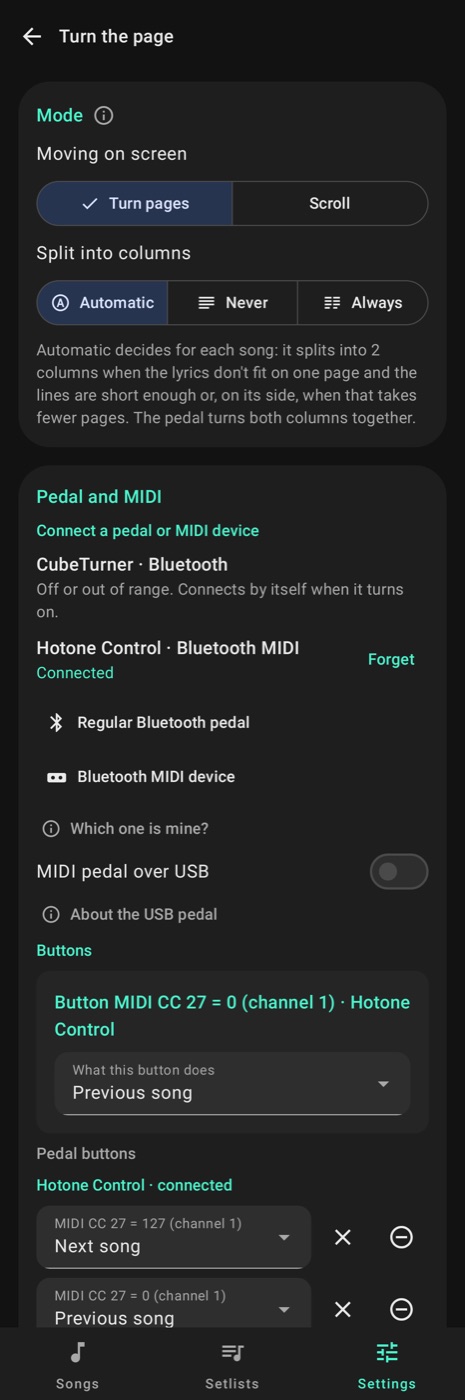 Turn the page
Mode
Moving on screen
Turn pages
Scroll
Split into columns
Automatic
Never
Always
Automatic decides for each song: it splits into 2
columns when the lyrics don't fit on one page and the
lines are short enough or, on its side, when that takes
fewer pages. The pedal turns both columns together.
Pedal and MIDI
Connect a pedal or MIDI device
CubeTurner · Bluetooth
Off or out of range. Connects by itself when it turns
on.
Hotone Control · Bluetooth MIDI
Connected
Forget
Regular Bluetooth pedal
Bluetooth MIDI device
Which one is mine?
MIDI pedal over USB
About the USB pedal
Buttons
Button MIDI CC 27 = 0 (channel 1) · Hotone
Control
What this button does
Previous song
Pedal buttons
Hotone Control · connected
MIDI CC 27 = 127 (channel 1)
Next song
MIDI CC 27 = 0 (channel 1)
Previous song
Songs
Setlists
Settings